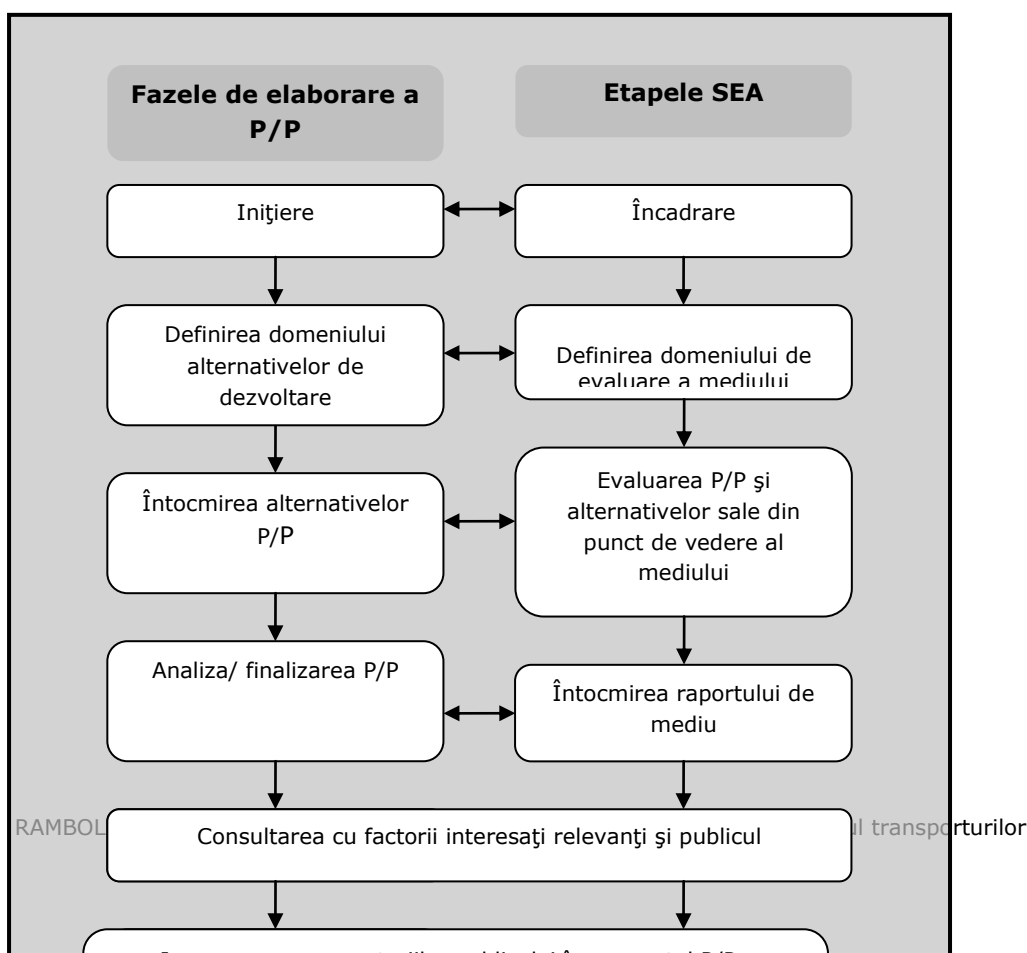 Fazele de elaborare a
P/P
Etapele SEA
Iniţiere
Încadrare
Definirea domeniului
alternativelor de
dezvoltare
Definirea domeniului de
evaluare a mediului
Întocmirea alternativelor
P/P
Evaluarea P/P şi
alternativelor sale din
punct de vedere al
mediului
Analiza/ finalizarea P/P
Întocmirea raportului de
mediu
RAMBOL
Consultarea cu factorii interesaţi relevanţi şi publicul
l transporturilor
P/P